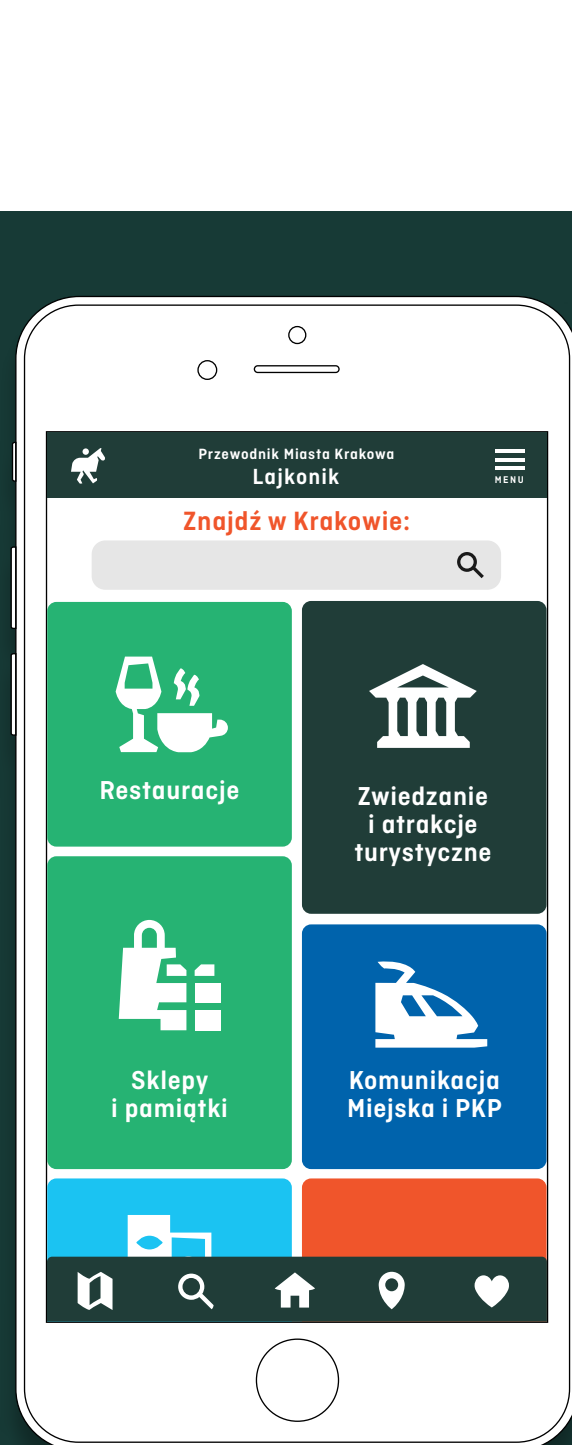 Przewodnik Miasta Krakowa
Lajkonik
MENU
Znajdź w Krakowie:
Restauracje
Zwiedzanie
i atrakcje
turystyczne
Sklepy
i pamiątki
Komunikacja
Miejska i PKP